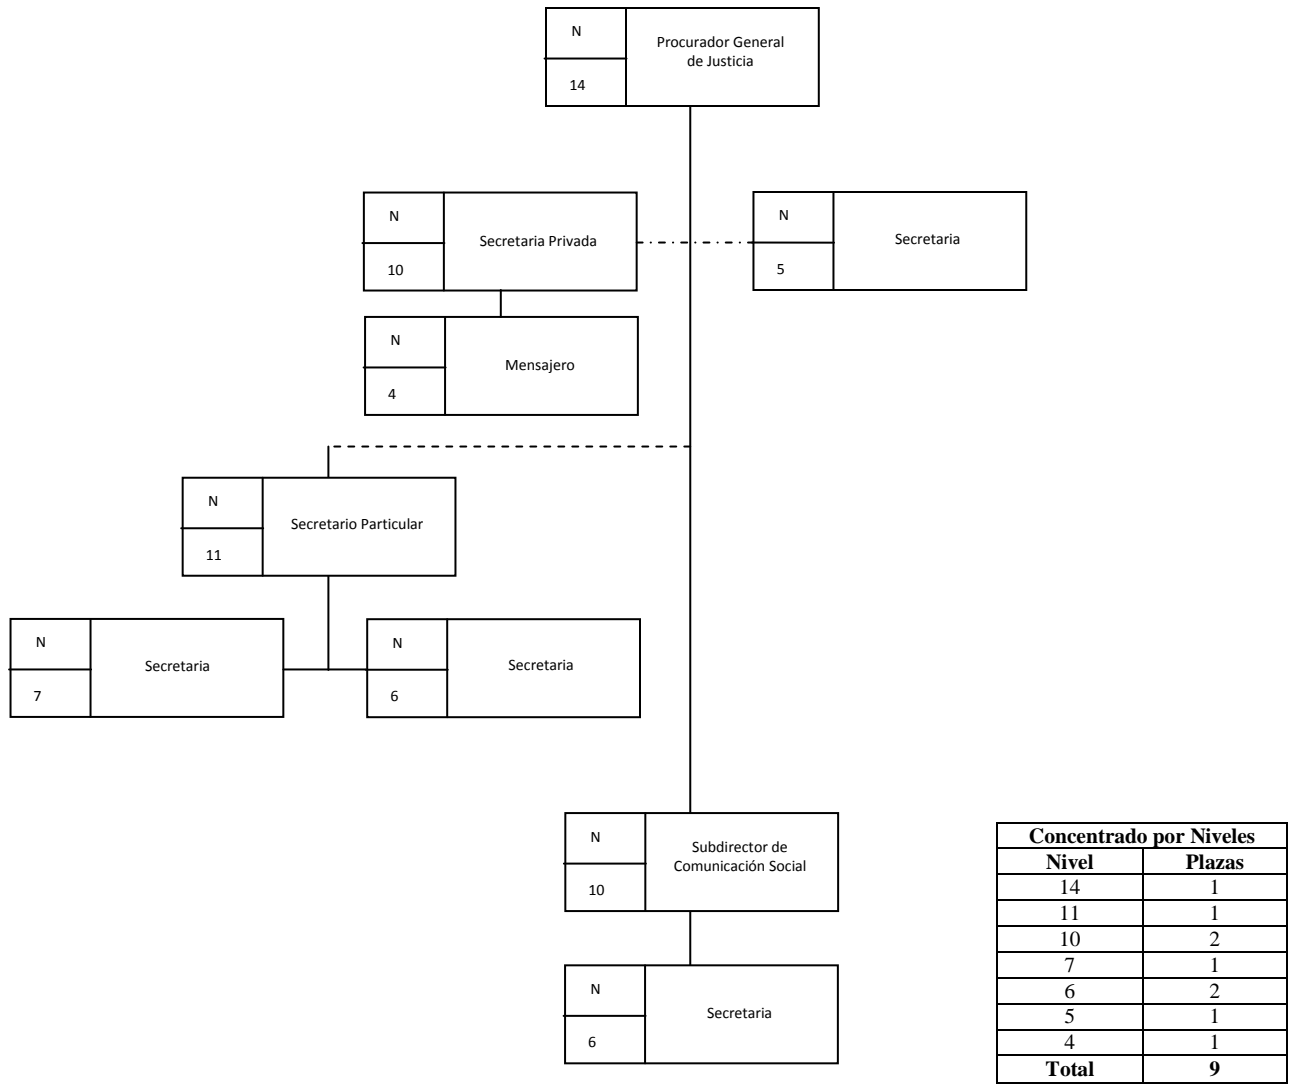 N
Procurador General
de Justicia
14
N
Secretaria Privada
10
N
Secretaria
5
N
Mensajero
4
N
Secretario Particular
11
N
Secretaria
7
N
Secretaria
6
N
Subdirector de
Comunicación Social
10
N
Secretaria
6
Concentrado por Niveles
Nivel Plazas
14 1
11 1
10 2
7 1
6 2
5 1
4 1
Total 9